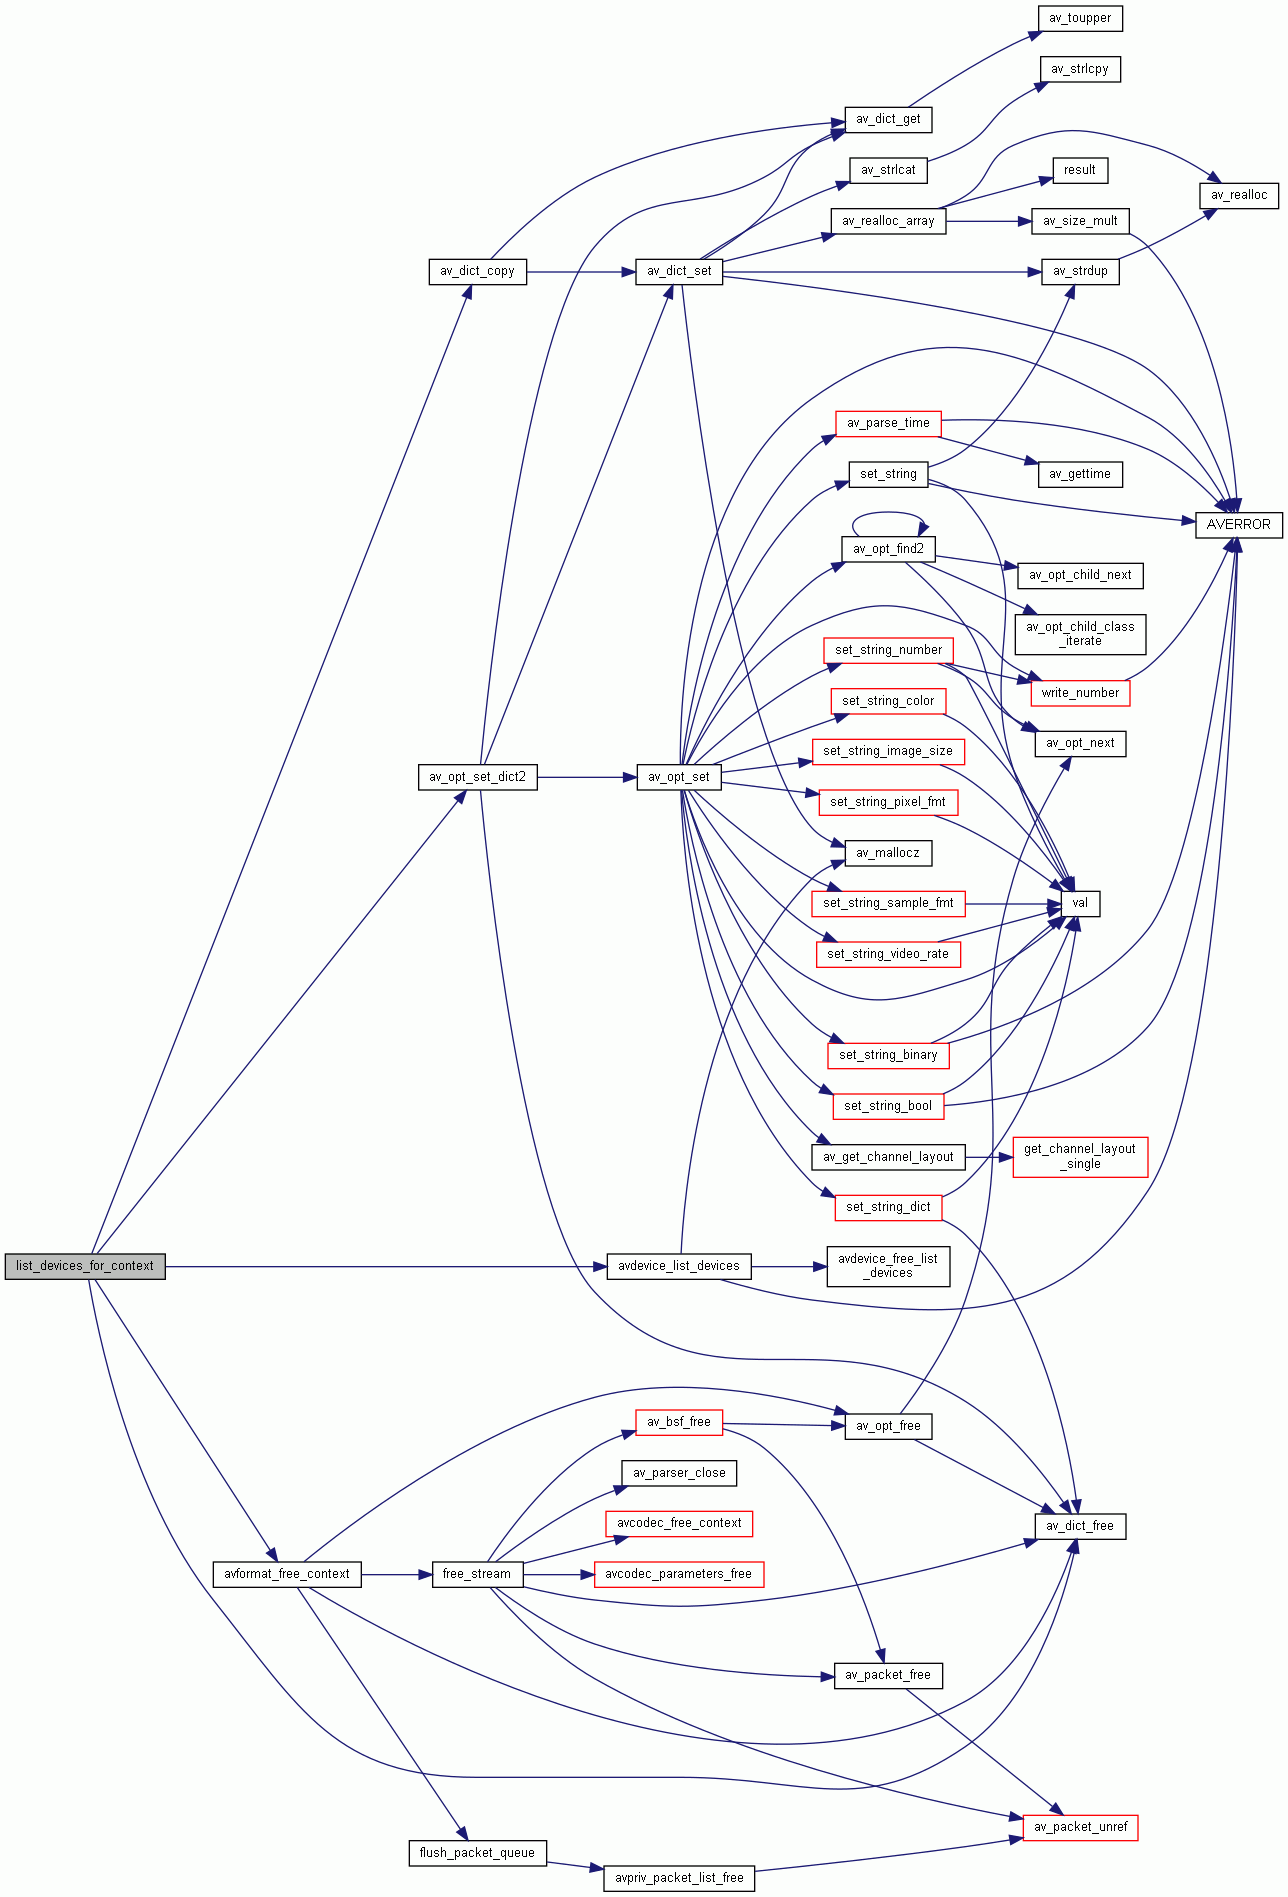 av_toupper
av_strlcpy
av_dict_get
av_strlcat
result
av_realloc
av_realloc_array
av_size_mult
av_dict_copy
av_dict_set
av_strdup
av_parse_time
set_string
av_gettime
AVERROR
av_opt_find2
av_opt_child_next
av_opt_child_class
_iterate
set_string_number
write_number
set_string_color
av_opt_next
set_string_image_size
av_opt_set_dict2
av_opt_set
set_string_pixel_fmt
av_mallocz
set_string_sample_fmt
val
set_string_video_rate
set_string_binary
set_string_bool
av_get_channel_layout
get_channel_layout
_single
set_string_dict
list_devices_for_context
avdevice_list_devices
avdevice_free_list
_devices
av_bsf_free
av_opt_free
av_parser_close
avcodec_free_context
av_dict_free
avformat_free_context
free_stream
avcodec_parameters_free
av_packet_free
av_packet_unref
flush_packet_queue
avpriv_packet_list_free